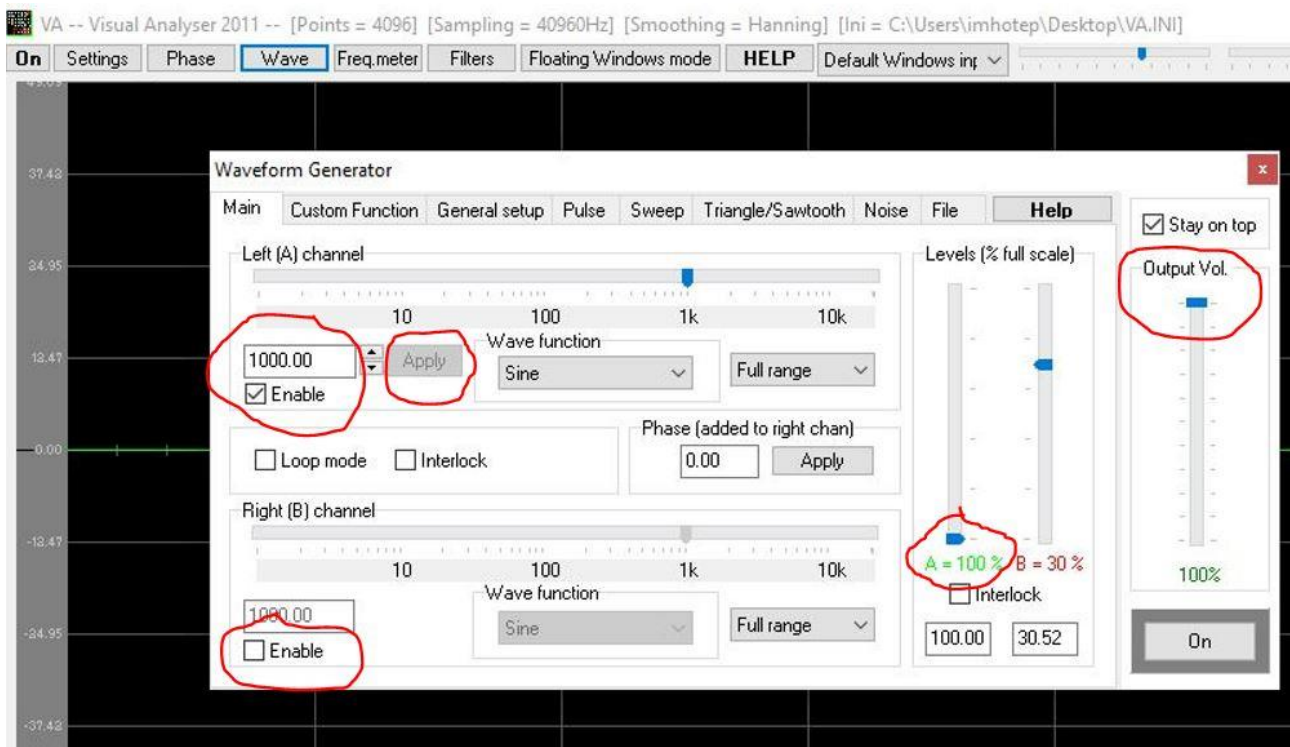 VA -- Visual Analyser 2011 -- [Points = 4096] [Sampling = 40960Hz] [Smoothing = Hanning] [Ini = C:\Users\imhotep\Desktop\VA.INI]
On Settings Phase Wave Freq.meter Filters Floating Windows mode HELP Default Windows inp
37.42
24.95
12.47
0.00
-12.47
-24.95
-37.42
Waveform Generator x
Main Custom Function General setup Pulse Sweep Triangle/Sawtooth Noise File Help
Stay on top
Left (A) channel
10 100 1k 10k
1000.00 Apply
Enable
Wave function
Sine
Full range
Loop mode Interlock
Phase (added to right chan)
0.00 Apply
Right (B) channel
10 100 1k 10k
1000.00
Enable
Wave function
Sine
Full range
Levels (% full scale)
A = 100 % B = 30 %
Interlock
100.00 30.52
Output Vol.
100%
On